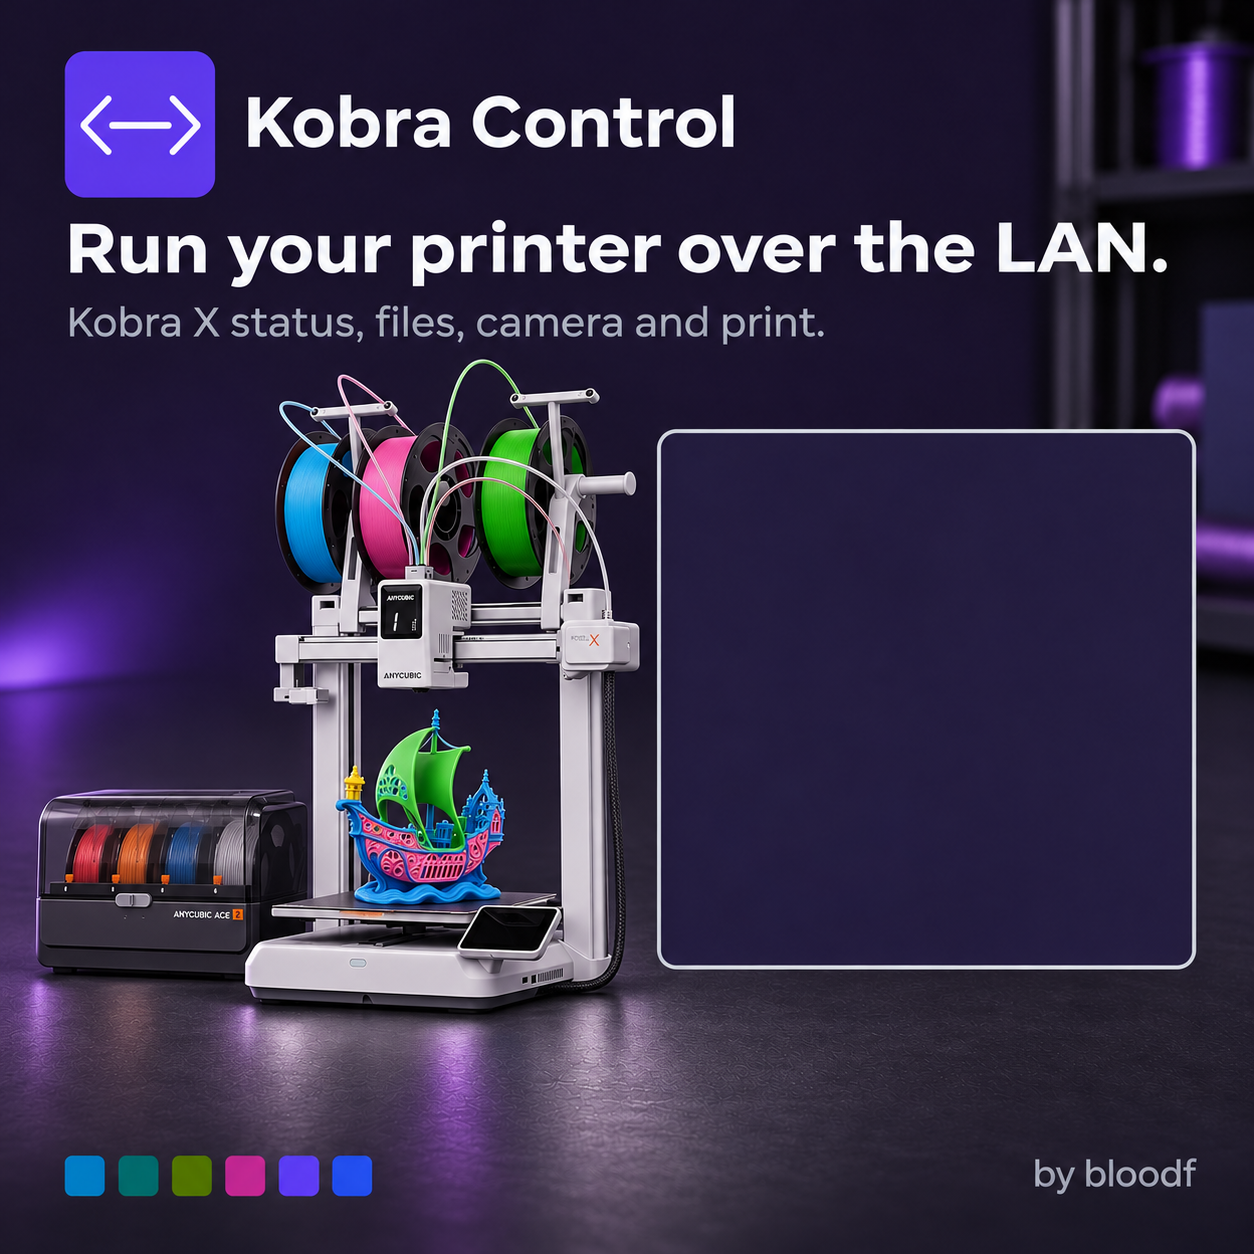 Kobra Control
Run your printer over the LAN.
Kobra X status, files, camera and print.
ANYCUBIC
X
ANYCUBIC
ANYCUBIC ACE 2
by bloodf